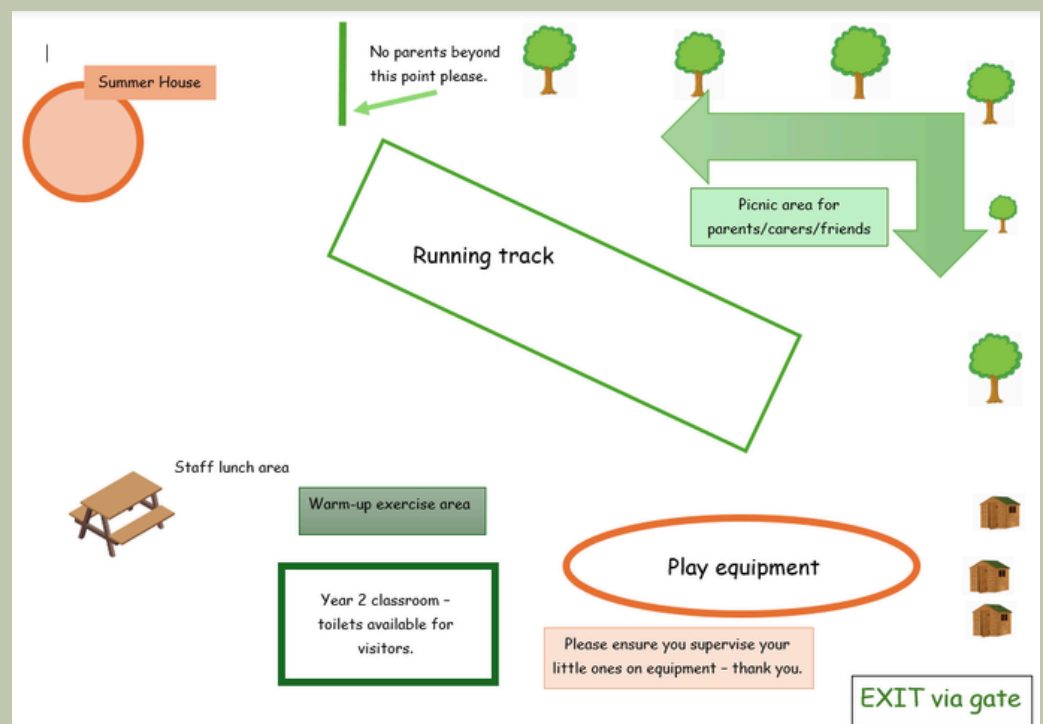 No parents beyond
this point please.
Summer House
Picnic area for
parents/carers/friends
Running track
Staff lunch area
Warm-up exercise area
Play equipment
Year 2 classroom –
toilets available for
visitors.
Please ensure you supervise your
little ones on equipment – thank you.
EXIT via gate